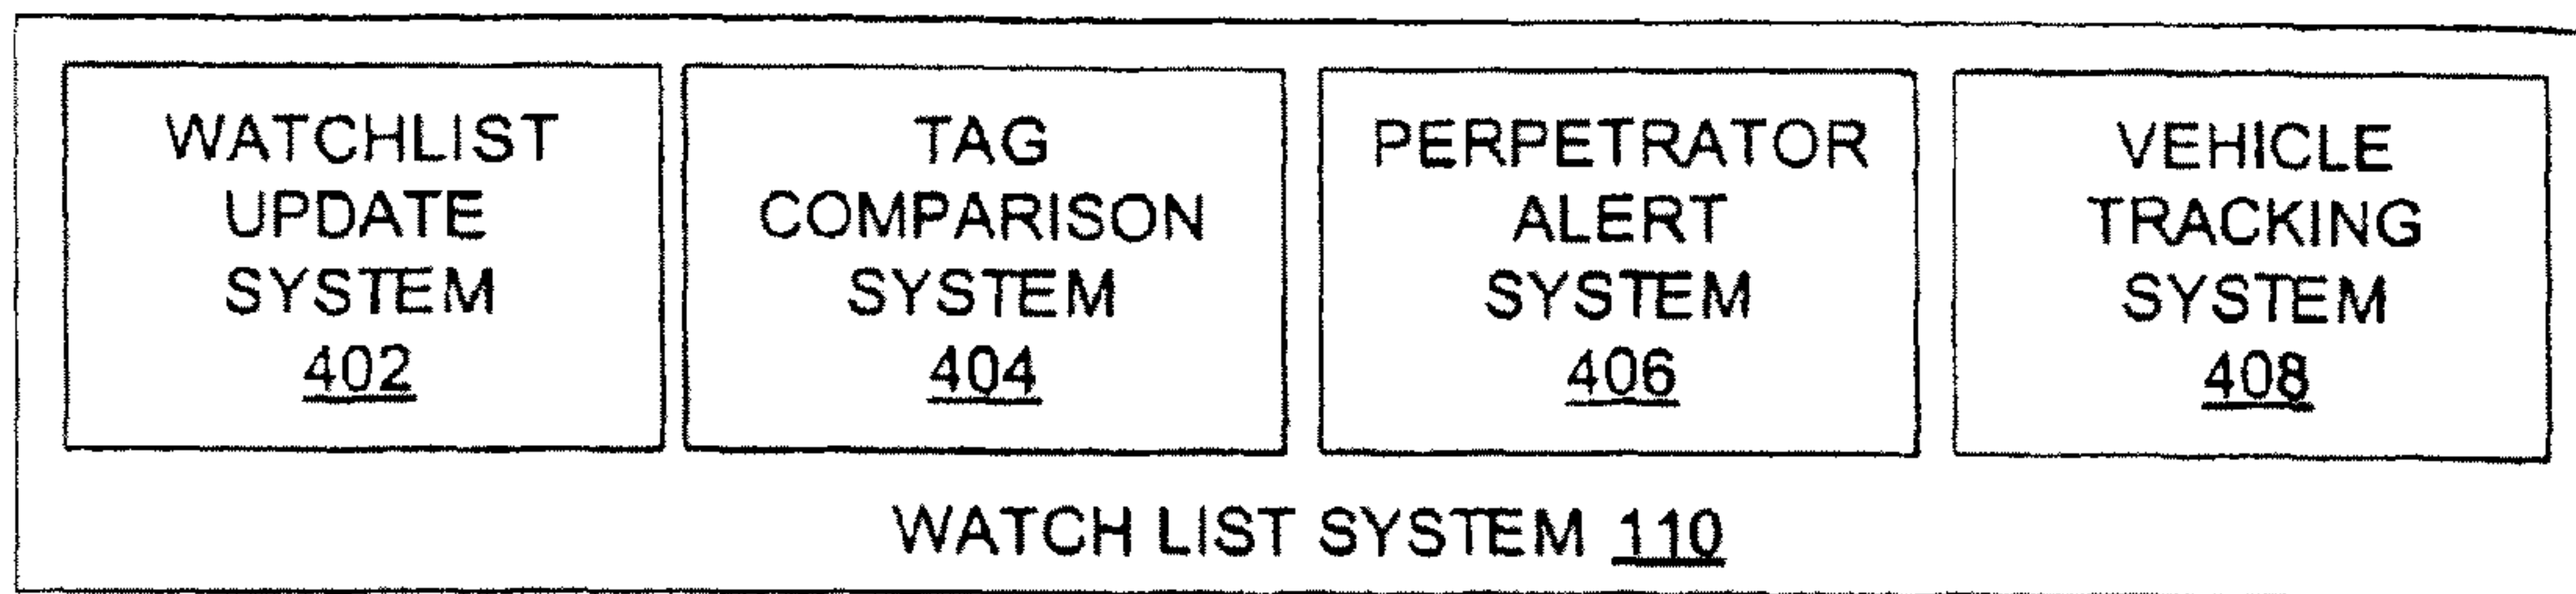 WATCHLIST
UPDATE
SYSTEM
402
TAG
COMPARISON
SYSTEM
404
PERPETRATOR
ALERT
SYSTEM
406
VEHICLE
TRACKING
SYSTEM
408
WATCH LIST SYSTEM 110